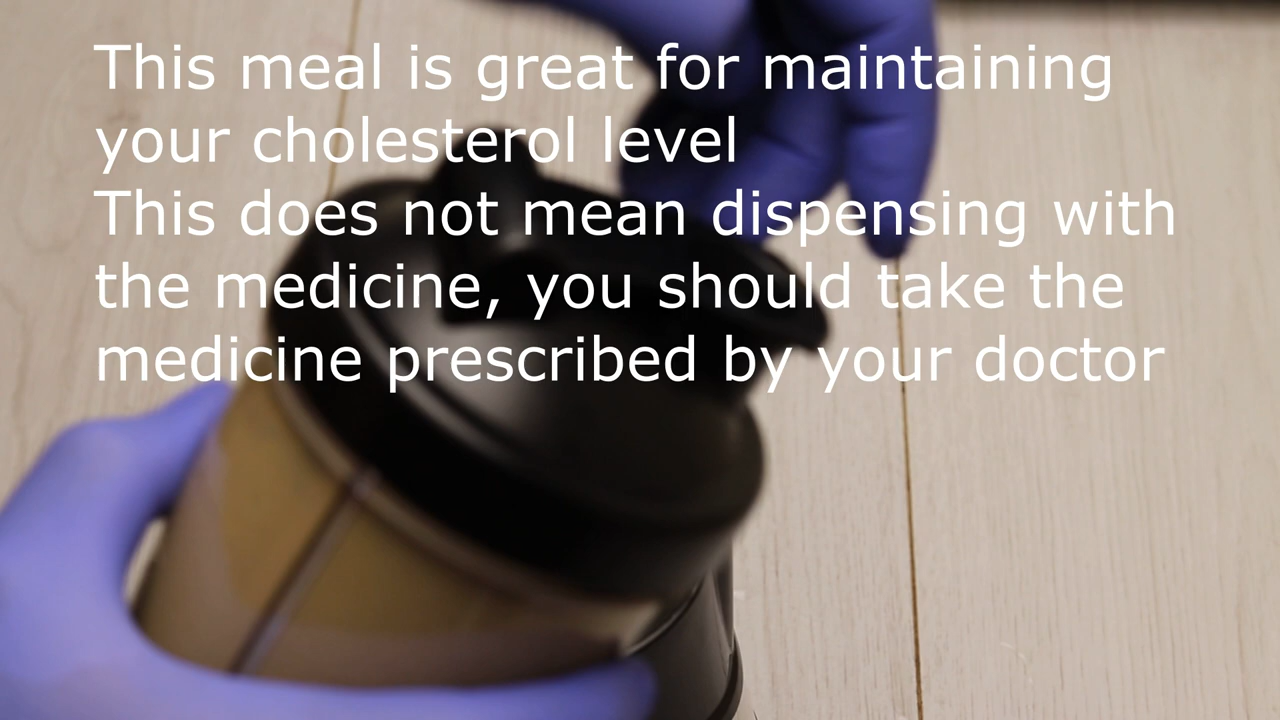 This meal is great for maintaining
your cholesterol level
This does not mean dispensing with
the medicine, you should take the
medicine prescribed by your doctor